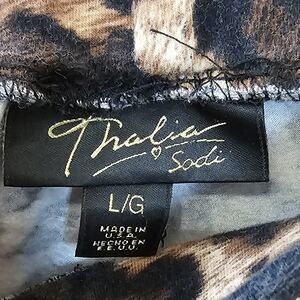 Thalia
Sodi
L/G
MADE IN
U.S.A.
HECHO EN
E.E.U.U.